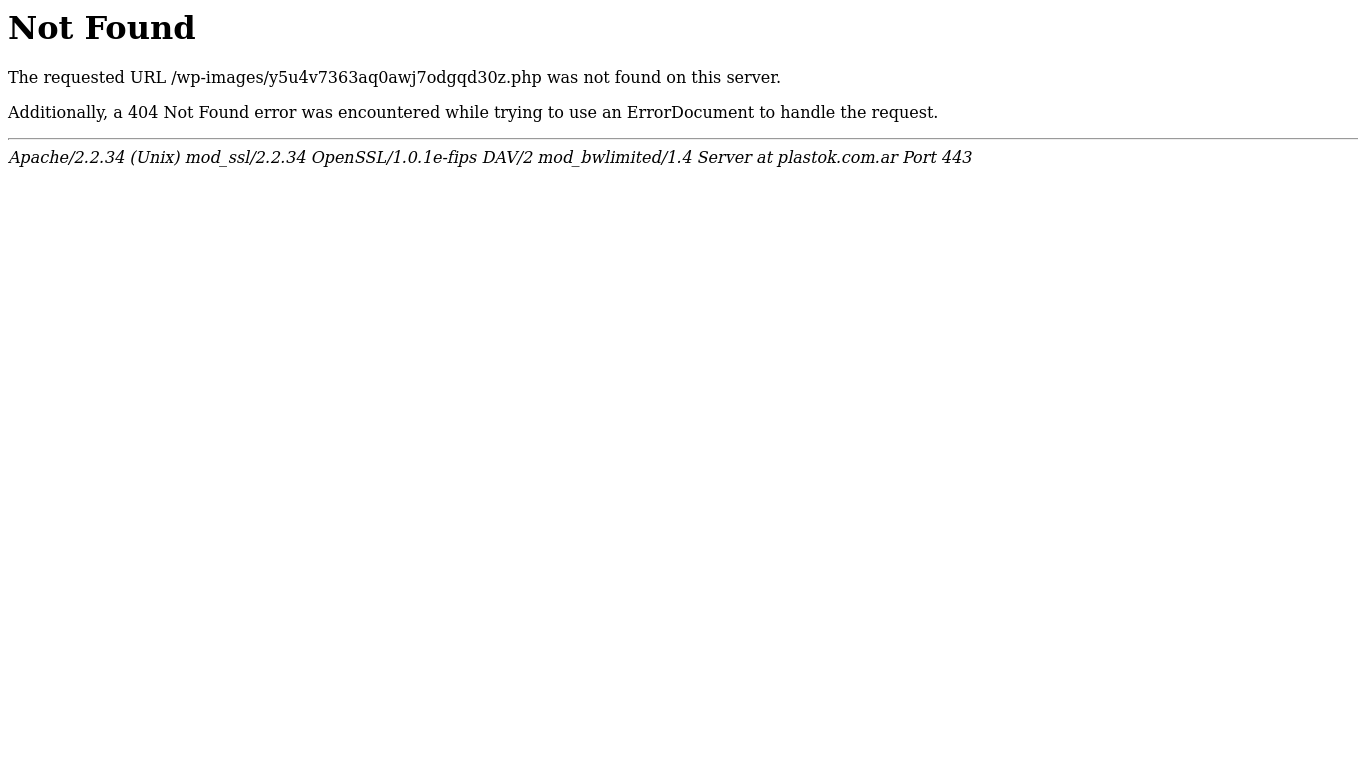 Not Found
The requested URL /wp-images/y5u4v7363aq0awj7odgqd30z.php was not found on this server.
Additionally, a 404 Not Found error was encountered while trying to use an ErrorDocument to handle the request.
Apache/2.2.34 (Unix) mod_ssl/2.2.34 OpenSSL/1.0.1e-fips DAV/2 mod_bwlimited/1.4 Server at plastok.com.ar Port 443